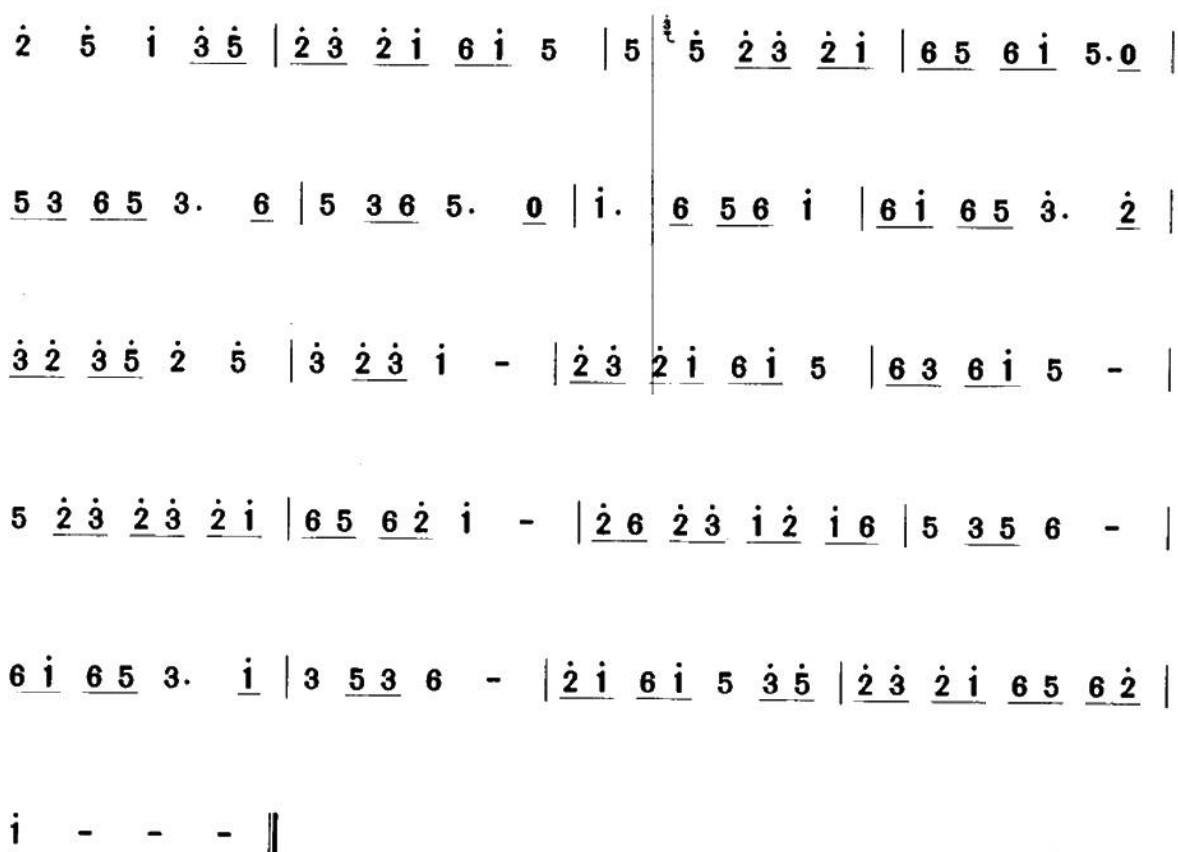 2̇ 5̇ 1̇ 3̇ 5̇ | 2̇ 3̇ 2̇ 1̇ 6 1̇ 5 | 5 3̇ 5̇ 2̇ 3̇ 2̇ 1̇ | 6 5 6 1̇ 5. 0 |
5 3 6 5 3. 6 | 5 3 6 5. 0 | 1̇. 6 5 6 1̇ | 6 1̇ 6 5 3̇. 2̇ |
3̇ 2̇ 3̇ 5̇ 2̇ 5̇ | 3̇ 2̇ 3̇ 1̇ - | 2̇ 3̇ 2̇ 1̇ 6 1̇ 5 | 6 3 6 1̇ 5 - |
5 2̇ 3̇ 2̇ 3̇ 2̇ 1̇ | 6 5 6 2̇ 1̇ - | 2̇ 6 2̇ 3̇ 1̇ 2̇ 1̇ 6 | 5 3 5 6 - |
6 1̇ 6 5 3. 1̇ | 3 5 3 6 - | 2̇ 1̇ 6 1̇ 5 3̇ 5̇ | 2̇ 3̇ 2̇ 1̇ 6 5 6 2̇ |
1̇ - - - ‖